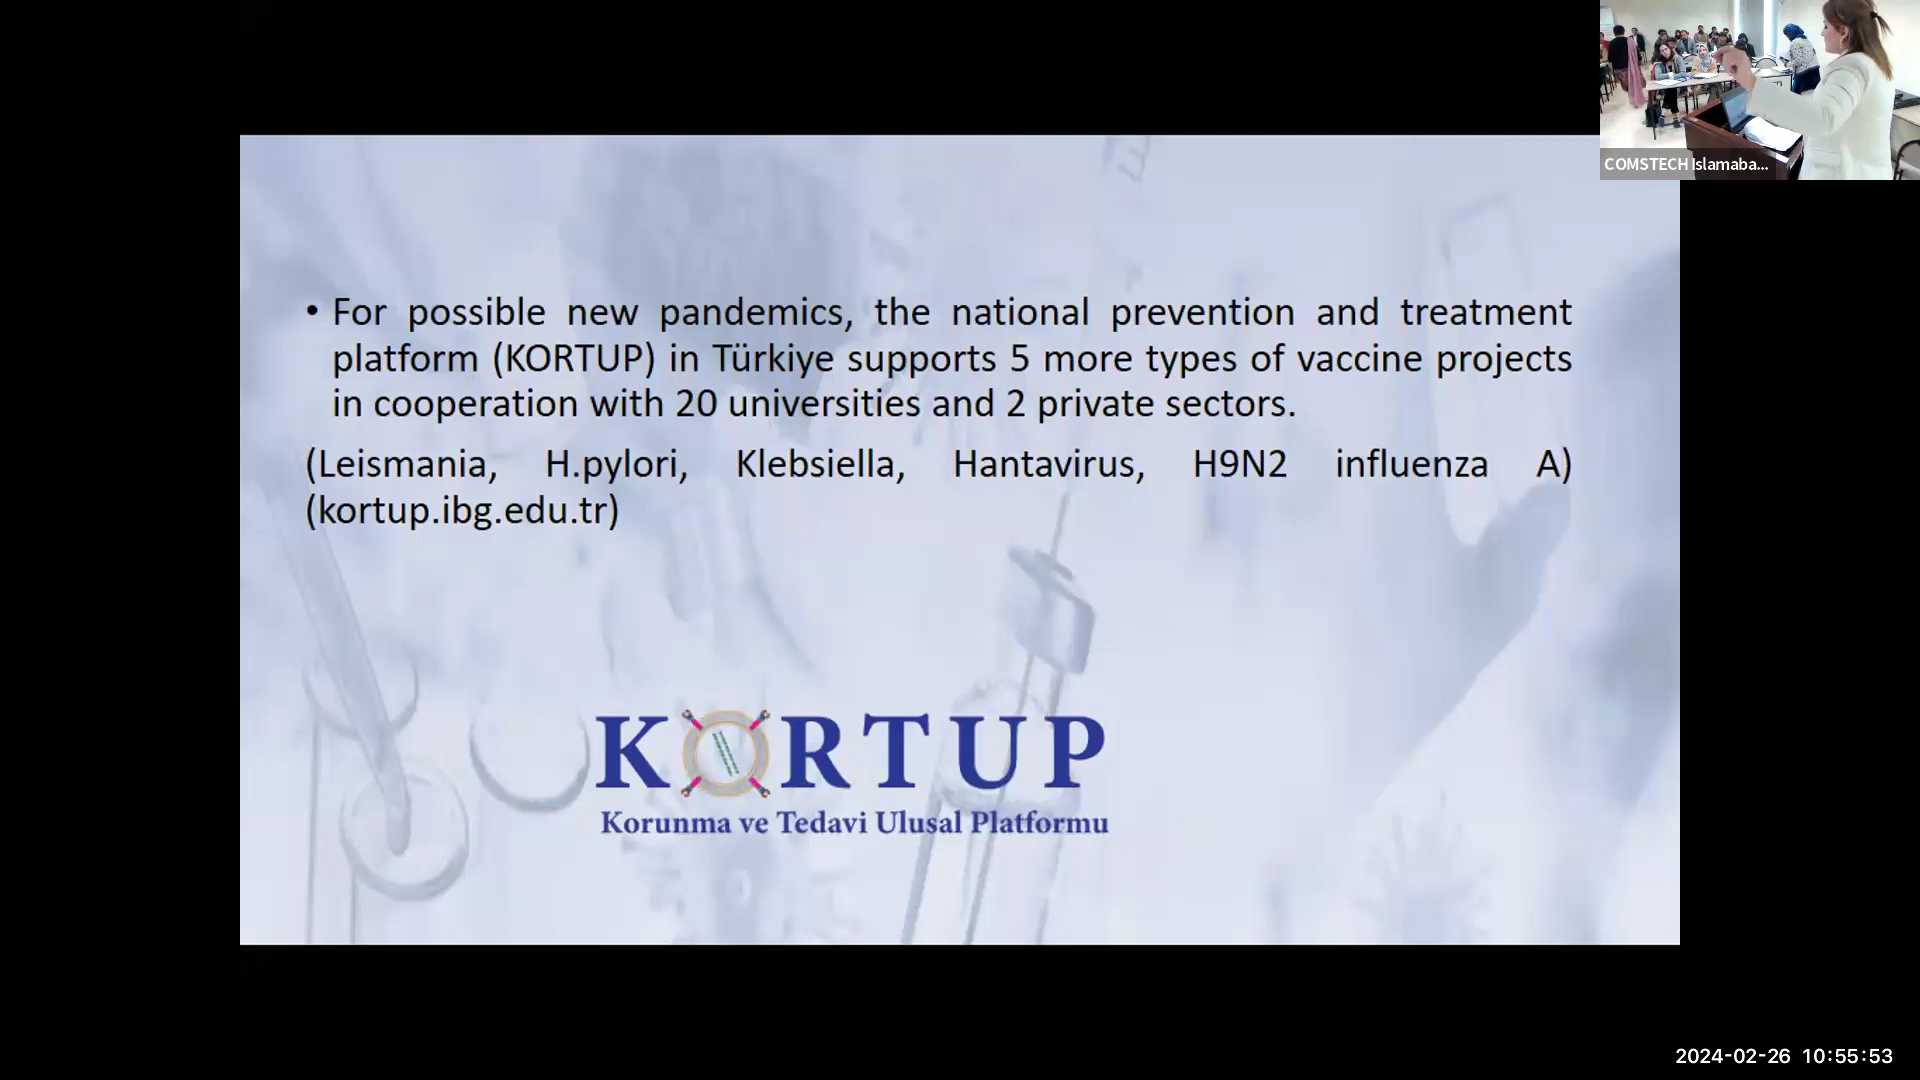 COMSTECH Islamaba...
• For possible new pandemics, the national prevention and treatment
platform (KORTUP) in Türkiye supports 5 more types of vaccine projects
in cooperation with 20 universities and 2 private sectors.
(Leismania, H.pylori, Klebsiella, Hantavirus, H9N2 influenza A)
(kortup.ibg.edu.tr)
KORTUP
Korunma ve Tedavi Ulusal Platformu
2024-02-26 10:55:53